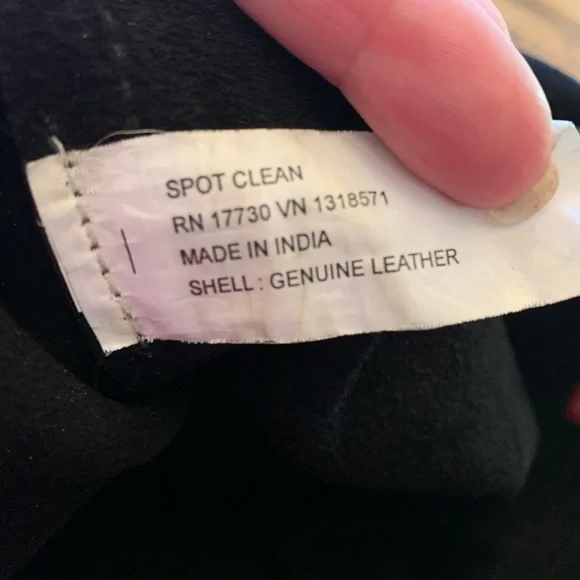 SPOT CLEAN
RN 17730 VN 1318571
MADE IN INDIA
SHELL : GENUINE LEATHER